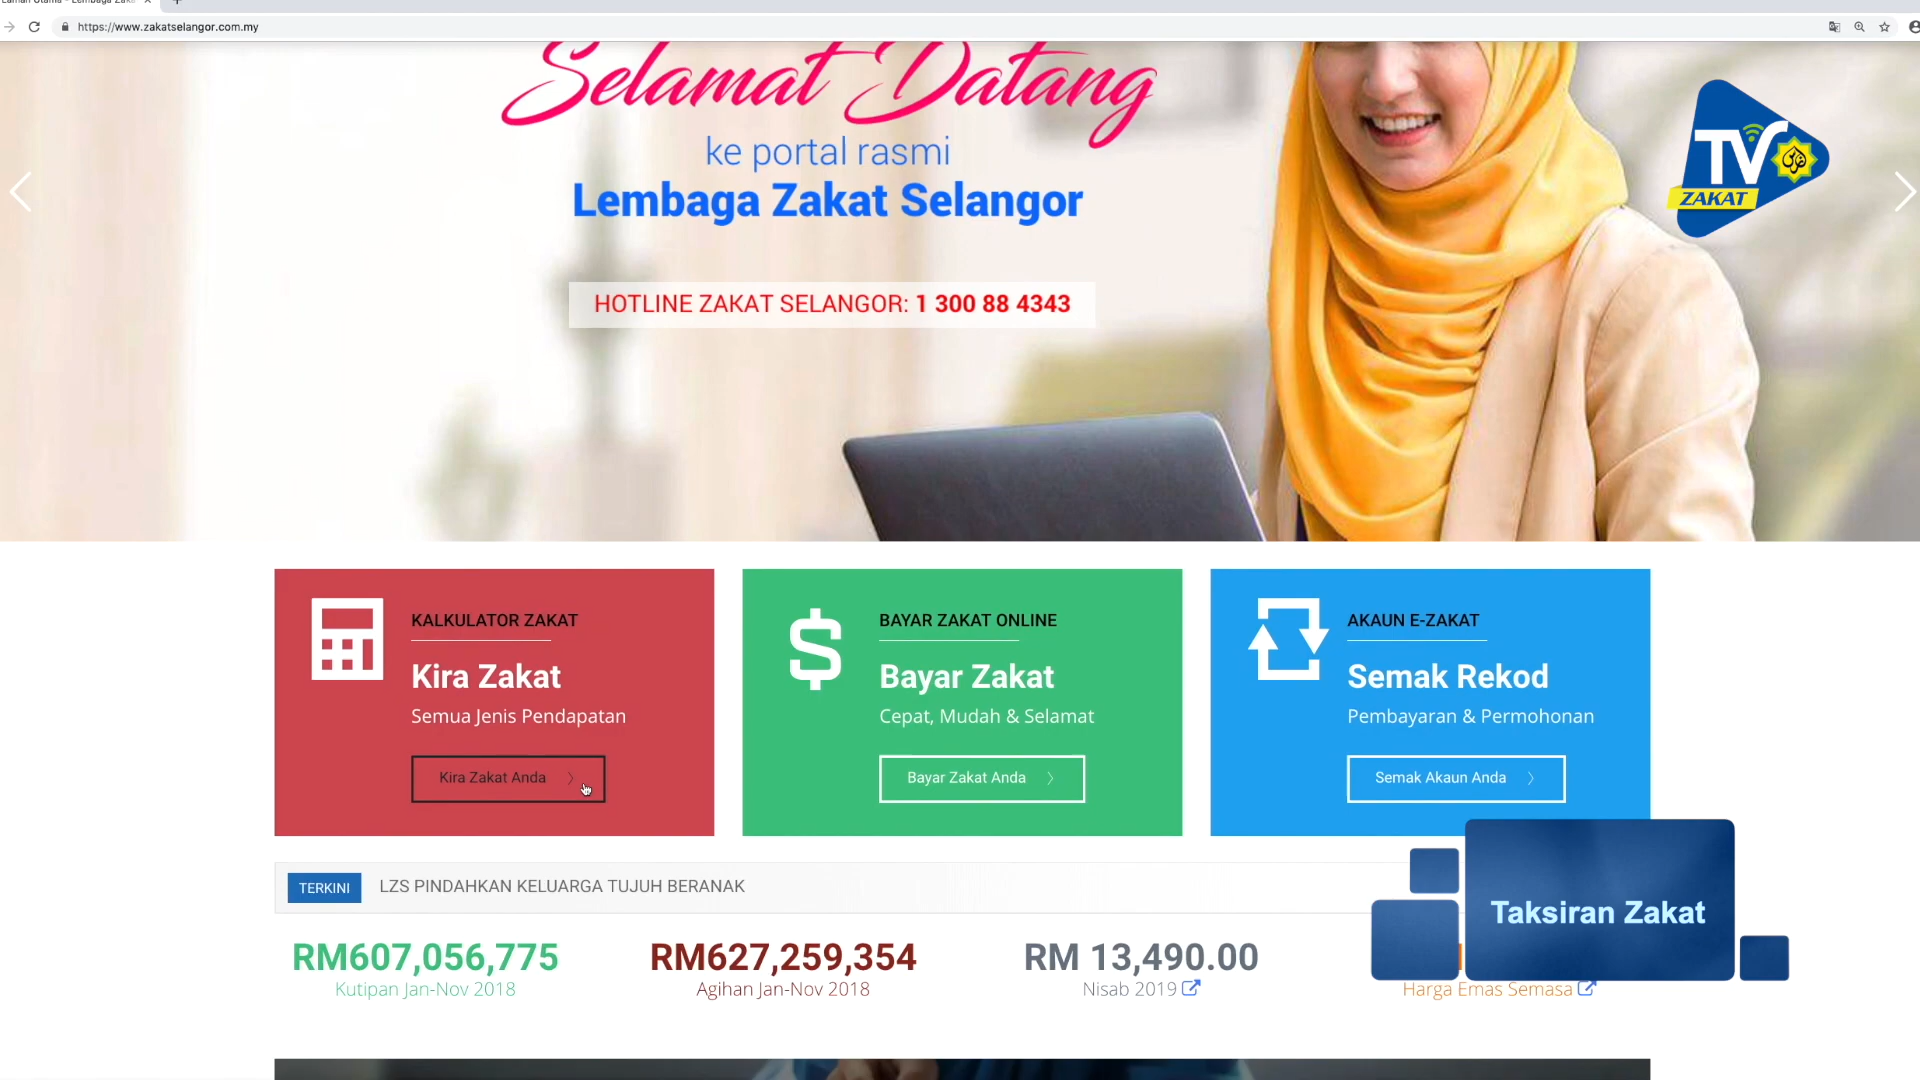 https://www.zakatselangor.com.my
Selamat Datang
ke portal rasmi
Lembaga Zakat Selangor
TV
ZAKAT
HOTLINE ZAKAT SELANGOR: 1 300 88 4343
KALKULATOR ZAKAT
Kira Zakat
Semua Jenis Pendapatan
Kira Zakat Anda
BAYAR ZAKAT ONLINE
Bayar Zakat
Cepat, Mudah & Selamat
Bayar Zakat Anda
AKAUN E-ZAKAT
Semak Rekod
Pembayaran & Permohonan
Semak Akaun Anda
TERKINI LZS PINDAHKAN KELUARGA TUJUH BERANAK
Taksiran Zakat
RM607,056,775
Kutipan Jan-Nov 2018
RM627,259,354
Agihan Jan-Nov 2018
RM 13,490.00
Nisab 2019
Harga Emas Semasa